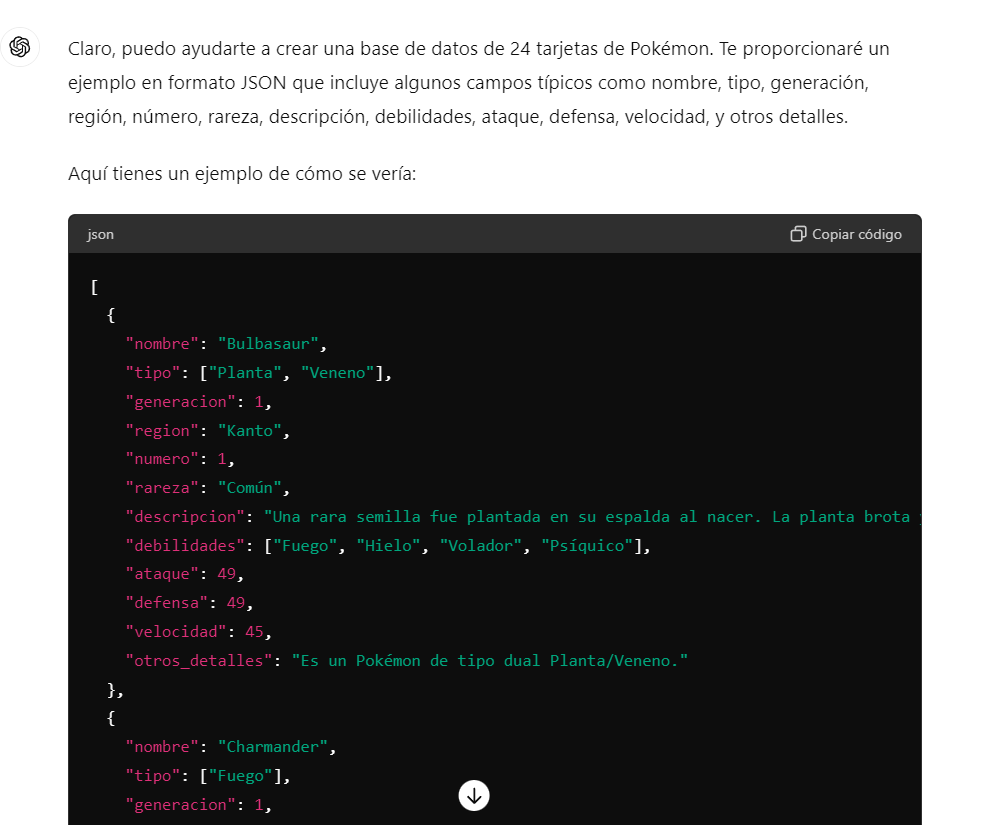 Claro, puedo ayudarte a crear una base de datos de 24 tarjetas de Pokémon. Te proporcionaré un
ejemplo en formato JSON que incluye algunos campos típicos como nombre, tipo, generación,
región, número, rareza, descripción, debilidades, ataque, defensa, velocidad, y otros detalles.
Aquí tienes un ejemplo de cómo se vería:
json Copiar código
[
{
"nombre": "Bulbasaur",
"tipo": ["Planta", "Veneno"],
"generacion": 1,
"region": "Kanto",
"numero": 1,
"rareza": "Común",
"descripcion": "Una rara semilla fue plantada en su espalda al nacer. La planta brota
"debilidades": ["Fuego", "Hielo", "Volador", "Psíquico"],
"ataque": 49,
"defensa": 49,
"velocidad": 45,
"otros_detalles": "Es un Pokémon de tipo dual Planta/Veneno."
},
{
"nombre": "Charmander",
"tipo": ["Fuego"],
"generacion": 1,